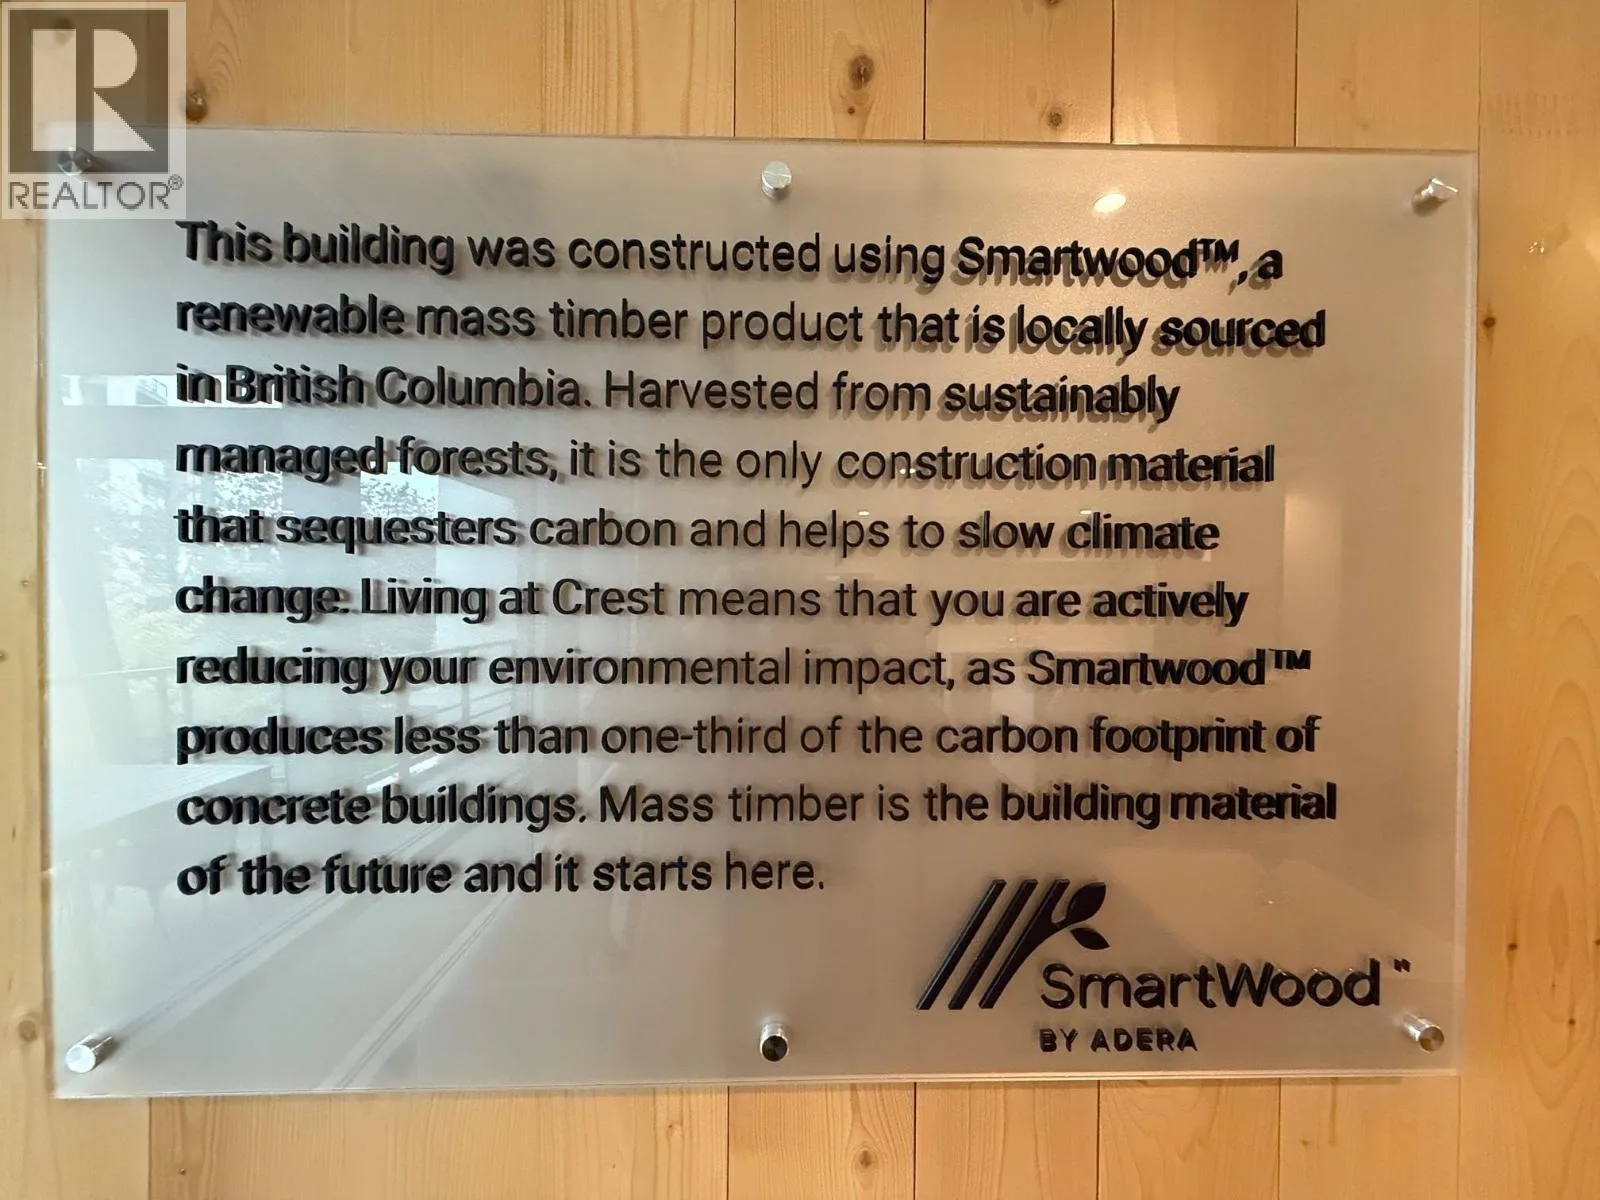 REALTOR®
This building was constructed using Smartwood™, a
renewable mass timber product that is locally sourced
in British Columbia. Harvested from sustainably
managed forests, it is the only construction material
that sequesters carbon and helps to slow climate
change. Living at Crest means that you are actively
reducing your environmental impact, as Smartwood™
produces less than one-third of the carbon footprint of
concrete buildings. Mass timber is the building material
of the future and it starts here.
SmartWood™
BY ADERA